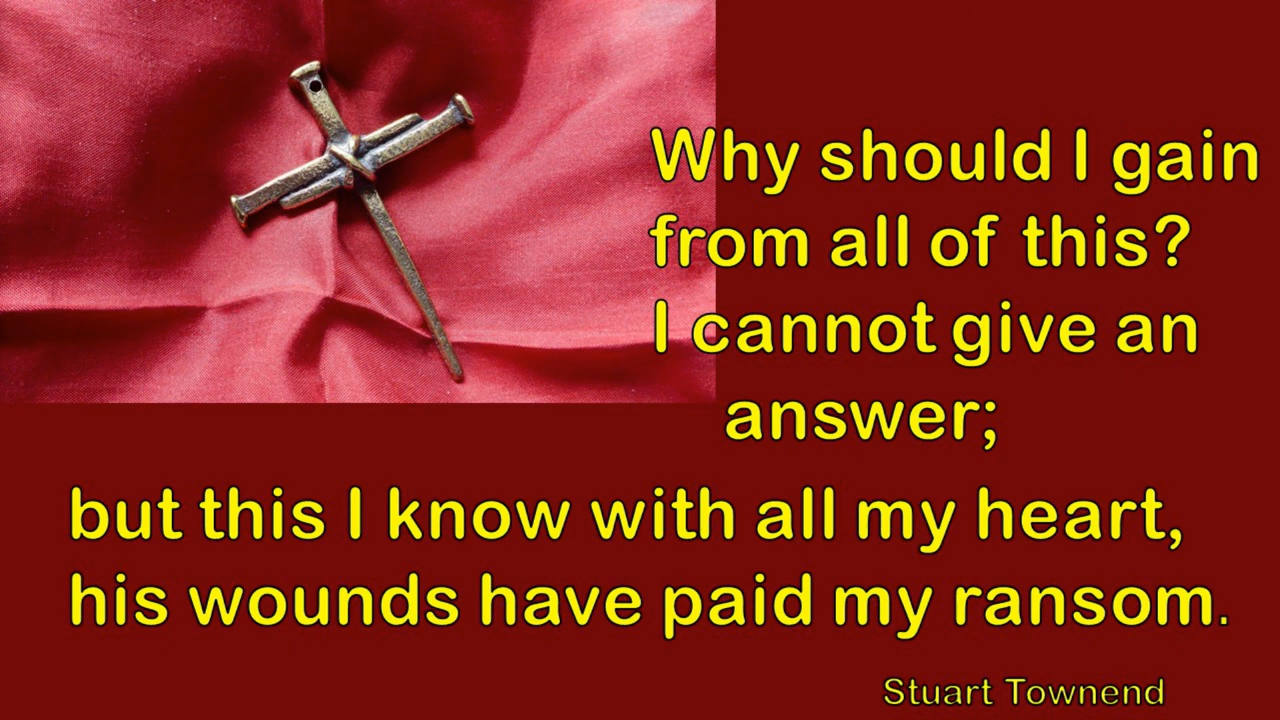 Why should I gain
from all of this?
I cannot give an
answer;
but this I know with all my heart,
his wounds have paid my ransom.
Stuart Townend